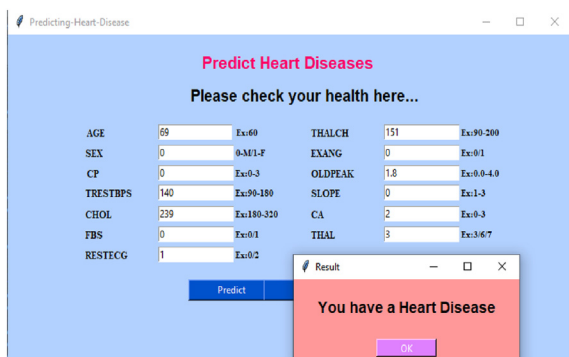 Predicting-Heart-Disease
Predict Heart Diseases
Please check your health here...
AGE 69 Ex:60 THALCH 151 Ex:90-200
SEX 0 0-M/1-F EXANG 0 Ex:0/1
CP 0 Ex:0-3 OLDPEAK 1.8 Ex:0.0-4.0
TRESTBPS 140 Ex:90-180 SLOPE 0 Ex:1-3
CHOL 239 Ex:180-320 CA 2 Ex:0-3
FBS 0 Ex:0/1 THAL 3 Ex:3/6/7
RESTECG 1 Ex:0/2
Predict
Result
You have a Heart Disease
OK